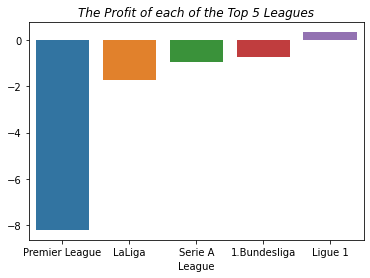 The Profit of each of the Top 5 Leagues
0
−2
−4
−6
−8
Premier League LaLiga Serie A 1.Bundesliga Ligue 1
League